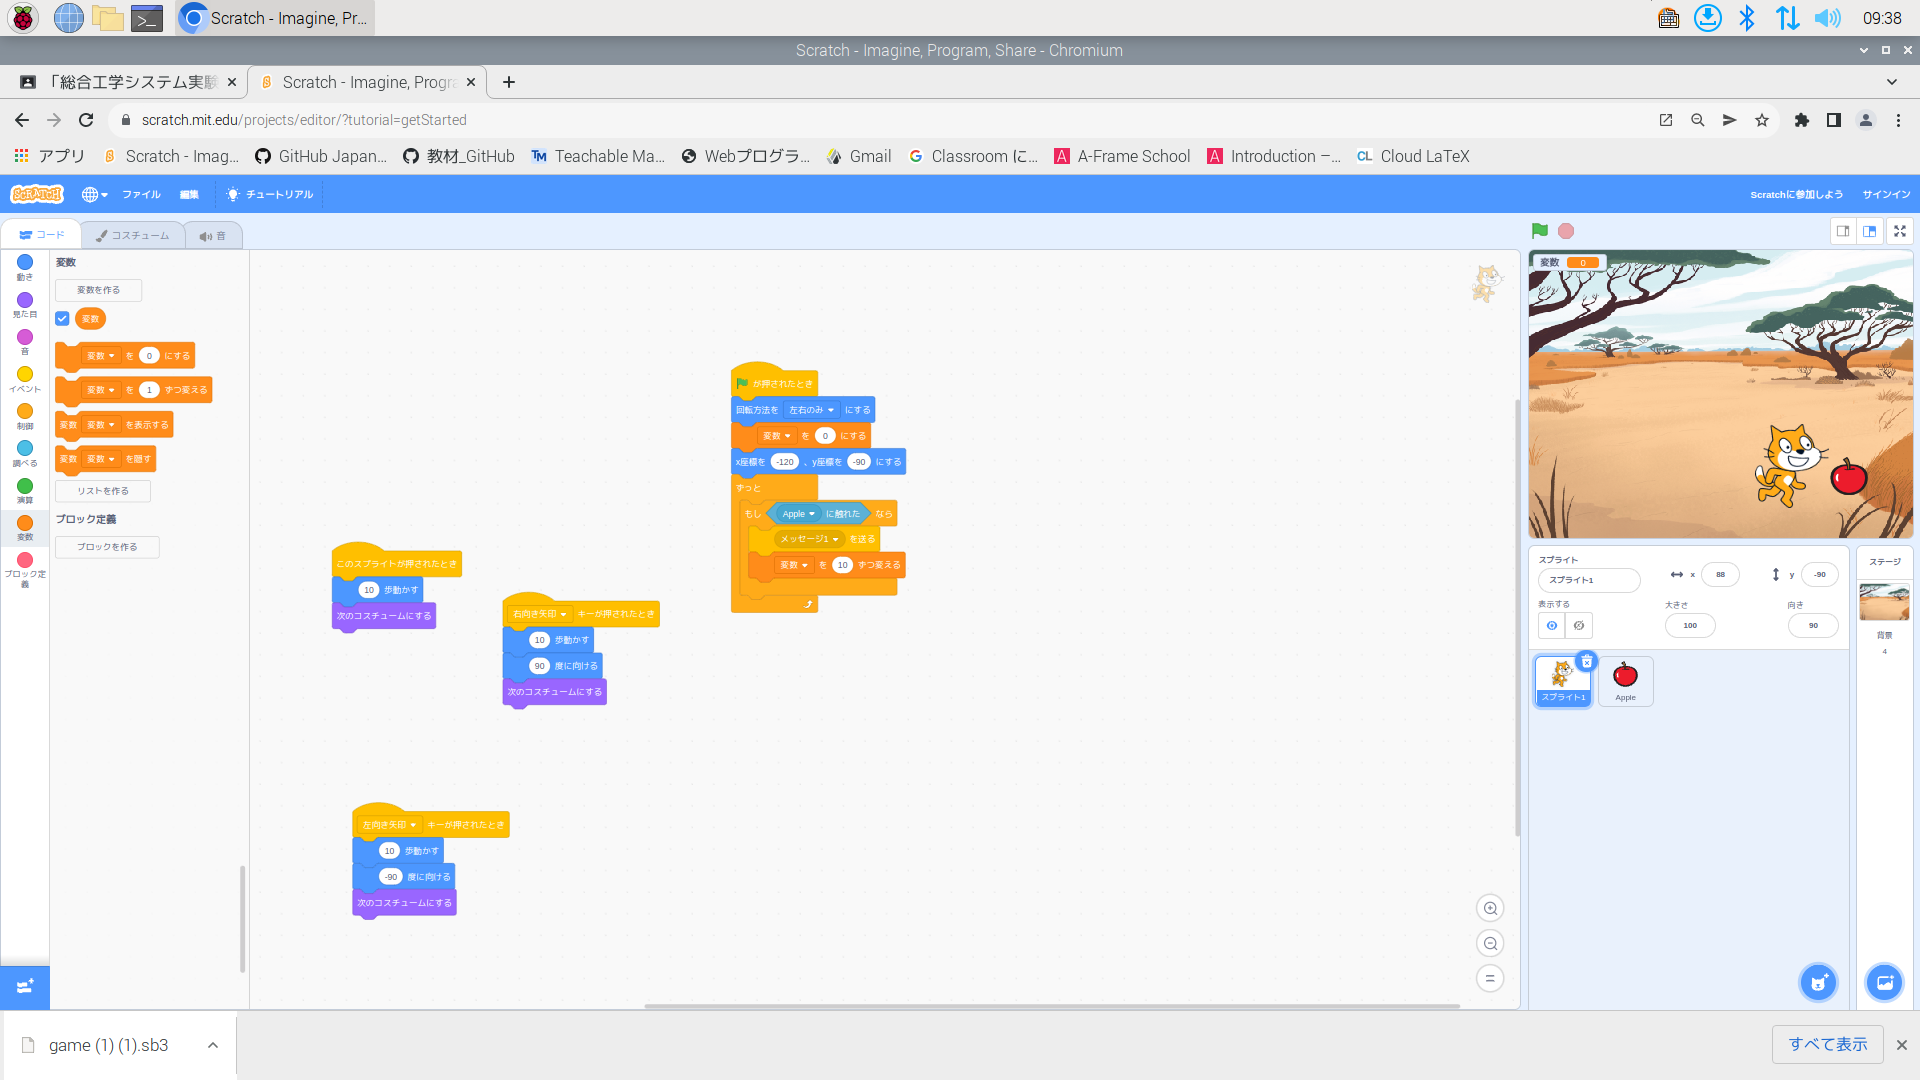 Scratch - Imagine, Pr...
09:38
Scratch - Imagine, Program, Share - Chromium
「総合工学システム実験
Scratch - Imagine, Progra
scratch.mit.edu/projects/editor/?tutorial=getStarted
アプリ
Scratch - Imag...
GitHub Japan...
教材_GitHub
TM
Teachable Ma...
Webプログラ...
Gmail
Classroom に...
A-Frame School
Introduction –...
CL
Cloud LaTeX
SCRATCH
ファイル
編集
チュートリアル
Scratchに参加しよう
サインイン
コード
コスチューム
音
動き
見た目
音
イベント
制御
調べる
演算
変数
ブロック定
義
変数
変数を作る
変数
変数 を 0 にする
変数 を 1 ずつ変える
変数 変数 を表示する
変数 変数 を隠す
リストを作る
ブロック定義
ブロックを作る
このスプライトが押されたとき
10 歩動かす
次のコスチュームにする
右向き矢印 キーが押されたとき
10 歩動かす
90 度に向ける
次のコスチュームにする
左向き矢印 キーが押されたとき
10 歩動かす
-90 度に向ける
次のコスチュームにする
が押されたとき
回転方法を 左右のみ にする
変数 を 0 にする
x座標を -120 、y座標を -90 にする
ずっと
もし Apple に触れた なら
メッセージ1 を送る
変数 を 10 ずつ変える
変数 0
スプライト
スプライト1
x 88
y -90
表示する
大きさ
100
向き
90
スプライト1
Apple
ステージ
背景
4
game (1) (1).sb3
すべて表示